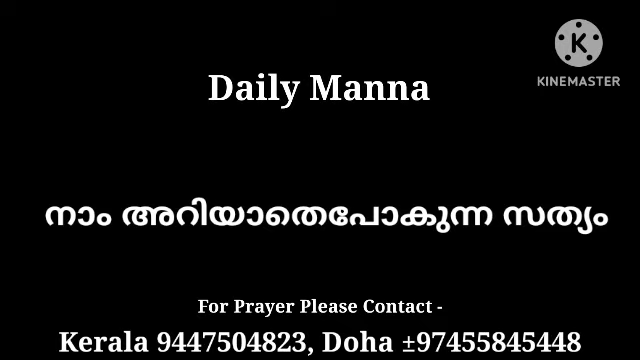 KINEMASTER
Daily Manna
നാം അറിയാതെപോകുന്ന സത്യം
For Prayer Please Contact -
Kerala 9447504823, Doha ±97455845448